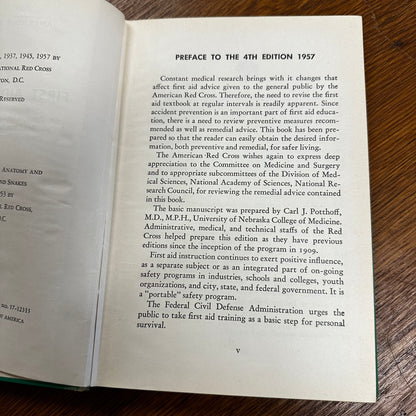 , 1937, 1945, 1957 BY
NATIONAL RED CROSS
TON, D.C.
RESERVED
ANATOMY AND
ND SNAKES
53 BY
L RED CROSS,
.C.
no. 17-12315
OF AMERICA
PREFACE TO THE 4TH EDITION 1957
Constant medical research brings with it changes that
affect first aid advice given to the general public by the
American Red Cross. Therefore, the need to revise the first
aid textbook at regular intervals is readily apparent. Since
accident prevention is an important part of first aid educa-
tion, there is a need to review preventive measures recom-
mended as well as remedial advice. This book has been pre-
pared so that the reader can easily obtain the desired infor-
mation, both preventive and remedial, for safer living.
The American Red Cross wishes again to express deep
appreciation to the Committee on Medicine and Surgery
and to appropriate subcommittees of the Division of Med-
ical Sciences, National Academy of Sciences, National Re-
search Council, for reviewing the remedial advice contained
in this book.
The basic manuscript was prepared by Carl J. Potthoff,
M.D., M.P.H., University of Nebraska College of Medicine.
Administrative, medical, and technical staffs of the Red
Cross helped prepare this edition as they have previous
editions since the inception of the program in 1909.
First aid instruction continues to exert positive influence,
as a separate subject or as an integrated part of on-going
safety programs in industries, schools and colleges, youth
organizations, and city, state, and federal government. It is
a "portable" safety program.
The Federal Civil Defense Administration urges the
public to take first aid training as a basic step for personal
survival.
v